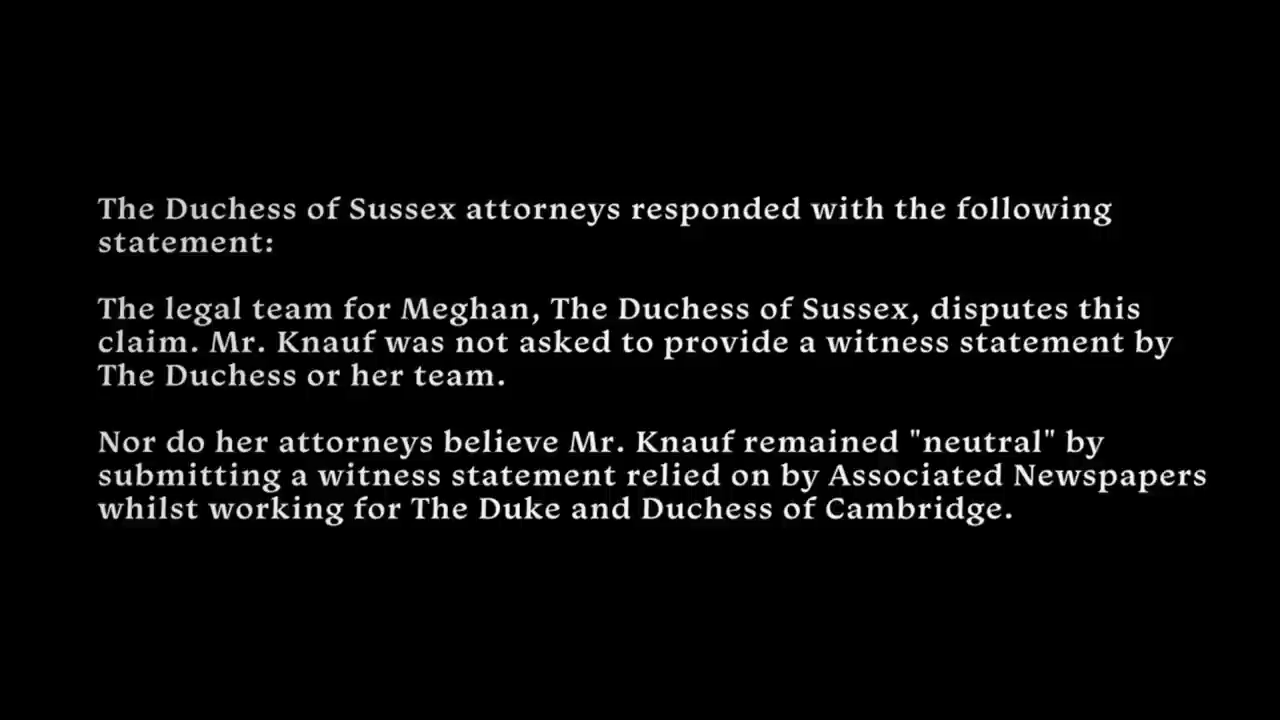 The Duchess of Sussex attorneys responded with the following
statement:
The legal team for Meghan, The Duchess of Sussex, disputes this
claim. Mr. Knauf was not asked to provide a witness statement by
The Duchess or her team.
Nor do her attorneys believe Mr. Knauf remained "neutral" by
submitting a witness statement relied on by Associated Newspapers
whilst working for The Duke and Duchess of Cambridge.